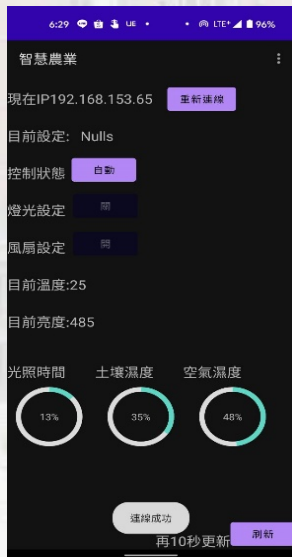 6:29 UE LTE+ 96%
智慧農業
現在IP192.168.153.65 重新連線
目前設定: Nulls
控制狀態 自動
燈光設定 關
風扇設定 開
目前溫度:25
目前亮度:485
光照時間 土壤濕度 空氣濕度
13% 35% 48%
連線成功
再10秒更新 刷新